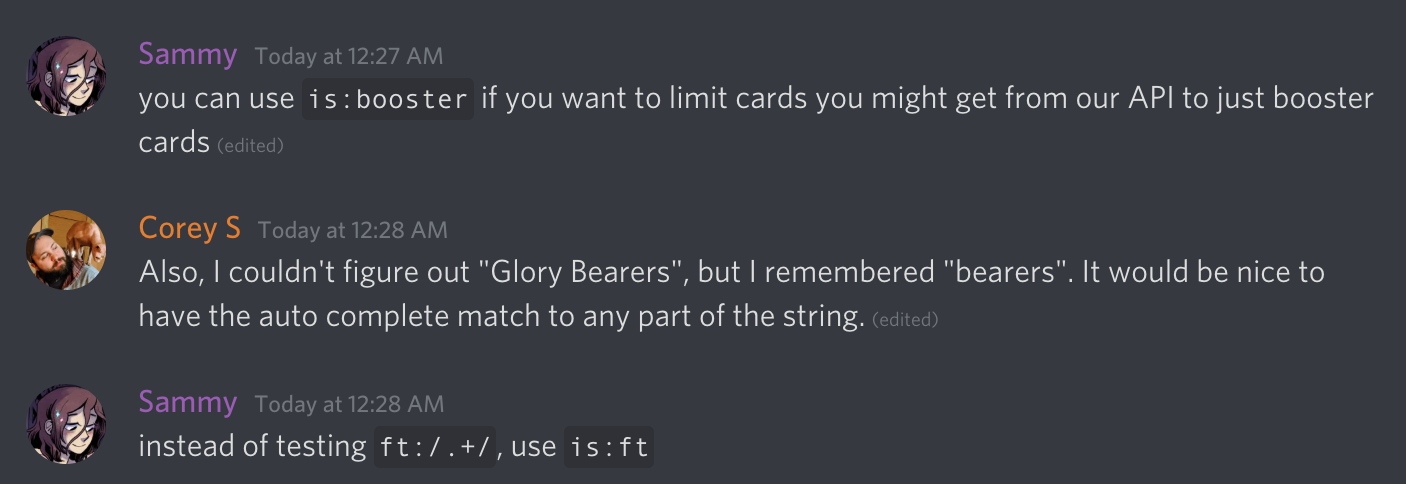 Sammy Today at 12:27 AM
you can use is:booster if you want to limit cards you might get from our API to just booster
cards (edited)
Corey S Today at 12:28 AM
Also, I couldn't figure out "Glory Bearers", but I remembered "bearers". It would be nice to
have the auto complete match to any part of the string. (edited)
Sammy Today at 12:28 AM
instead of testing ft:/.+/, use is:ft